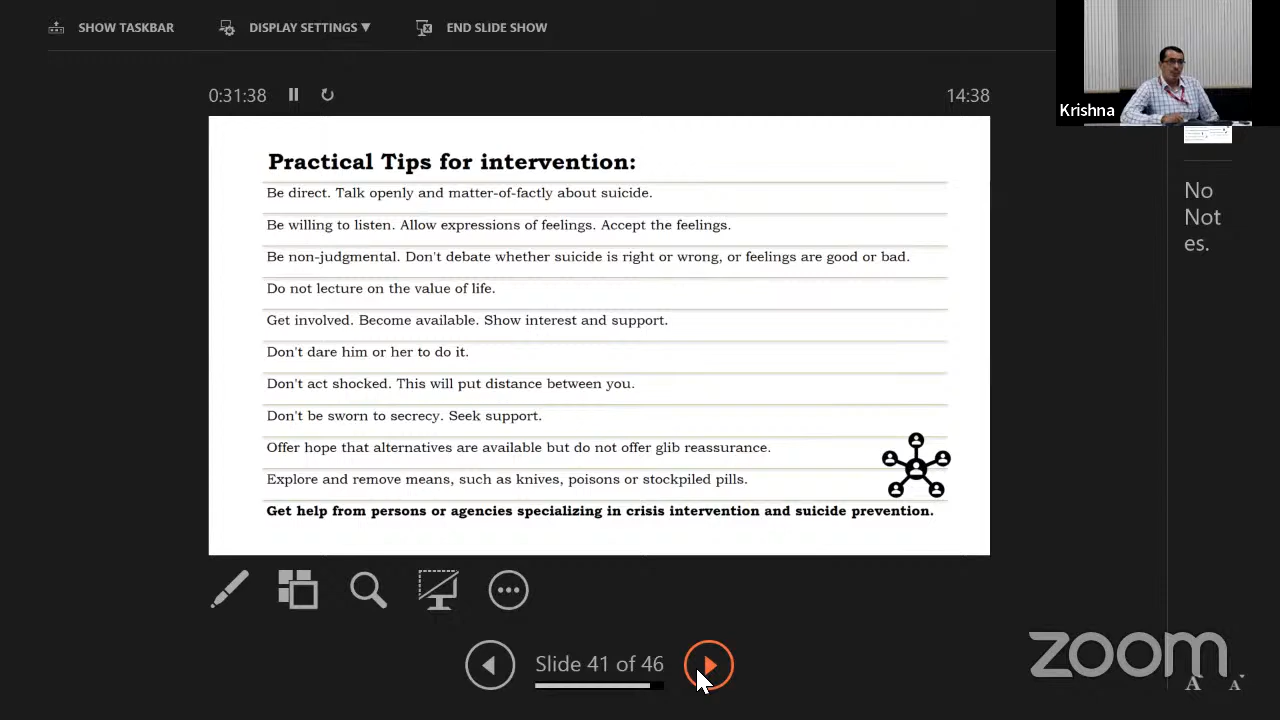 SHOW TASKBAR
DISPLAY SETTINGS ▼
END SLIDE SHOW
Krishna
0:31:38
14:38
Practical Tips for intervention:
Be direct. Talk openly and matter-of-factly about suicide.
Be willing to listen. Allow expressions of feelings. Accept the feelings.
Be non-judgmental. Don't debate whether suicide is right or wrong, or feelings are good or bad.
Do not lecture on the value of life.
Get involved. Become available. Show interest and support.
Don't dare him or her to do it.
Don't act shocked. This will put distance between you.
Don't be sworn to secrecy. Seek support.
Offer hope that alternatives are available but do not offer glib reassurance.
Explore and remove means, such as knives, poisons or stockpiled pills.
Get help from persons or agencies specializing in crisis intervention and suicide prevention.
No
Not
es.
Slide 41 of 46
zoom
A A